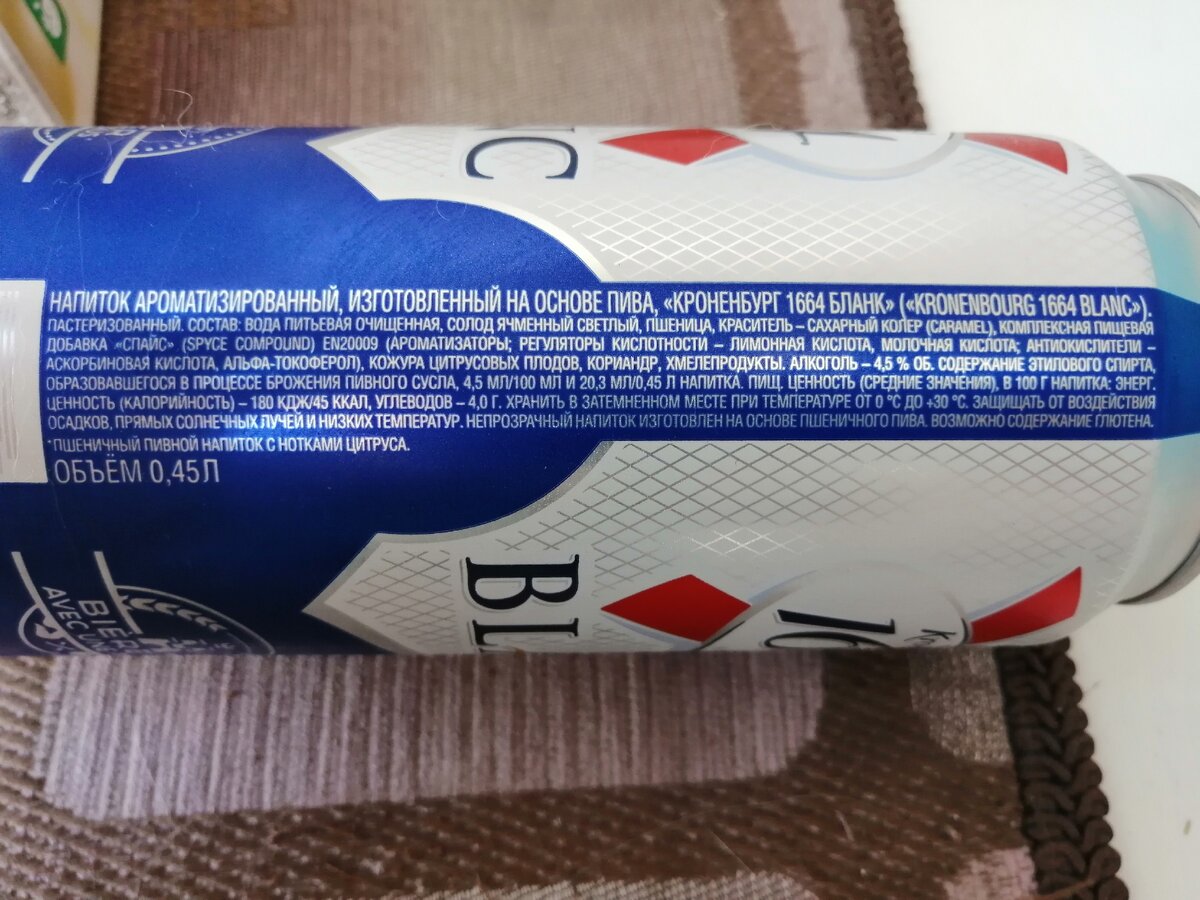 НАПИТОК АРОМАТИЗИРОВАННЫЙ, ИЗГОТОВЛЕННЫЙ НА ОСНОВЕ ПИВА, «КРОНЕНБУРГ 1664 БЛАНК» («KRONENBOURG 1664 BLANC»).
ПАСТЕРИЗОВАННЫЙ. СОСТАВ: ВОДА ПИТЬЕВАЯ ОЧИЩЕННАЯ, СОЛОД ЯЧМЕННЫЙ СВЕТЛЫЙ, ПШЕНИЦА, КРАСИТЕЛЬ – САХАРНЫЙ КОЛЕР (CARAMEL), КОМПЛЕКСНАЯ ПИЩЕВАЯ
ДОБАВКА «СПАЙС» (SPYCE COMPOUND) EN20009 (АРОМАТИЗАТОРЫ; РЕГУЛЯТОРЫ КИСЛОТНОСТИ – ЛИМОННАЯ КИСЛОТА, МОЛОЧНАЯ КИСЛОТА; АНТИОКИСЛИТЕЛИ –
АСКОРБИНОВАЯ КИСЛОТА, АЛЬФА-ТОКОФЕРОЛ), КОЖУРА ЦИТРУСОВЫХ ПЛОДОВ, КОРИАНДР, ХМЕЛЕПРОДУКТЫ. АЛКОГОЛЬ – 4,5 % ОБ. СОДЕРЖАНИЕ ЭТИЛОВОГО СПИРТА,
ОБРАЗОВАВШЕГОСЯ В ПРОЦЕССЕ БРОЖЕНИЯ ПИВНОГО СУСЛА, 4,5 МЛ/100 МЛ И 20,3 МЛ/0,45 Л НАПИТКА. ПИЩ. ЦЕННОСТЬ (СРЕДНИЕ ЗНАЧЕНИЯ), В 100 Г НАПИТКА: ЭНЕРГ.
ЦЕННОСТЬ (КАЛОРИЙНОСТЬ) – 180 КДЖ/45 ККАЛ, УГЛЕВОДОВ – 4,0 Г. ХРАНИТЬ В ЗАТЕМНЕННОМ МЕСТЕ ПРИ ТЕМПЕРАТУРЕ ОТ 0 °С ДО +30 °С. ЗАЩИЩАТЬ ОТ ВОЗДЕЙСТВИЯ
ОСАДКОВ, ПРЯМЫХ СОЛНЕЧНЫХ ЛУЧЕЙ И НИЗКИХ ТЕМПЕРАТУР. НЕПРОЗРАЧНЫЙ НАПИТОК ИЗГОТОВЛЕН НА ОСНОВЕ ПШЕНИЧНОГО ПИВА. ВОЗМОЖНО СОДЕРЖАНИЕ ГЛЮТЕНА.
*ПШЕНИЧНЫЙ ПИВНОЙ НАПИТОК С НОТКАМИ ЦИТРУСА.
ОБЪЁМ 0,45Л